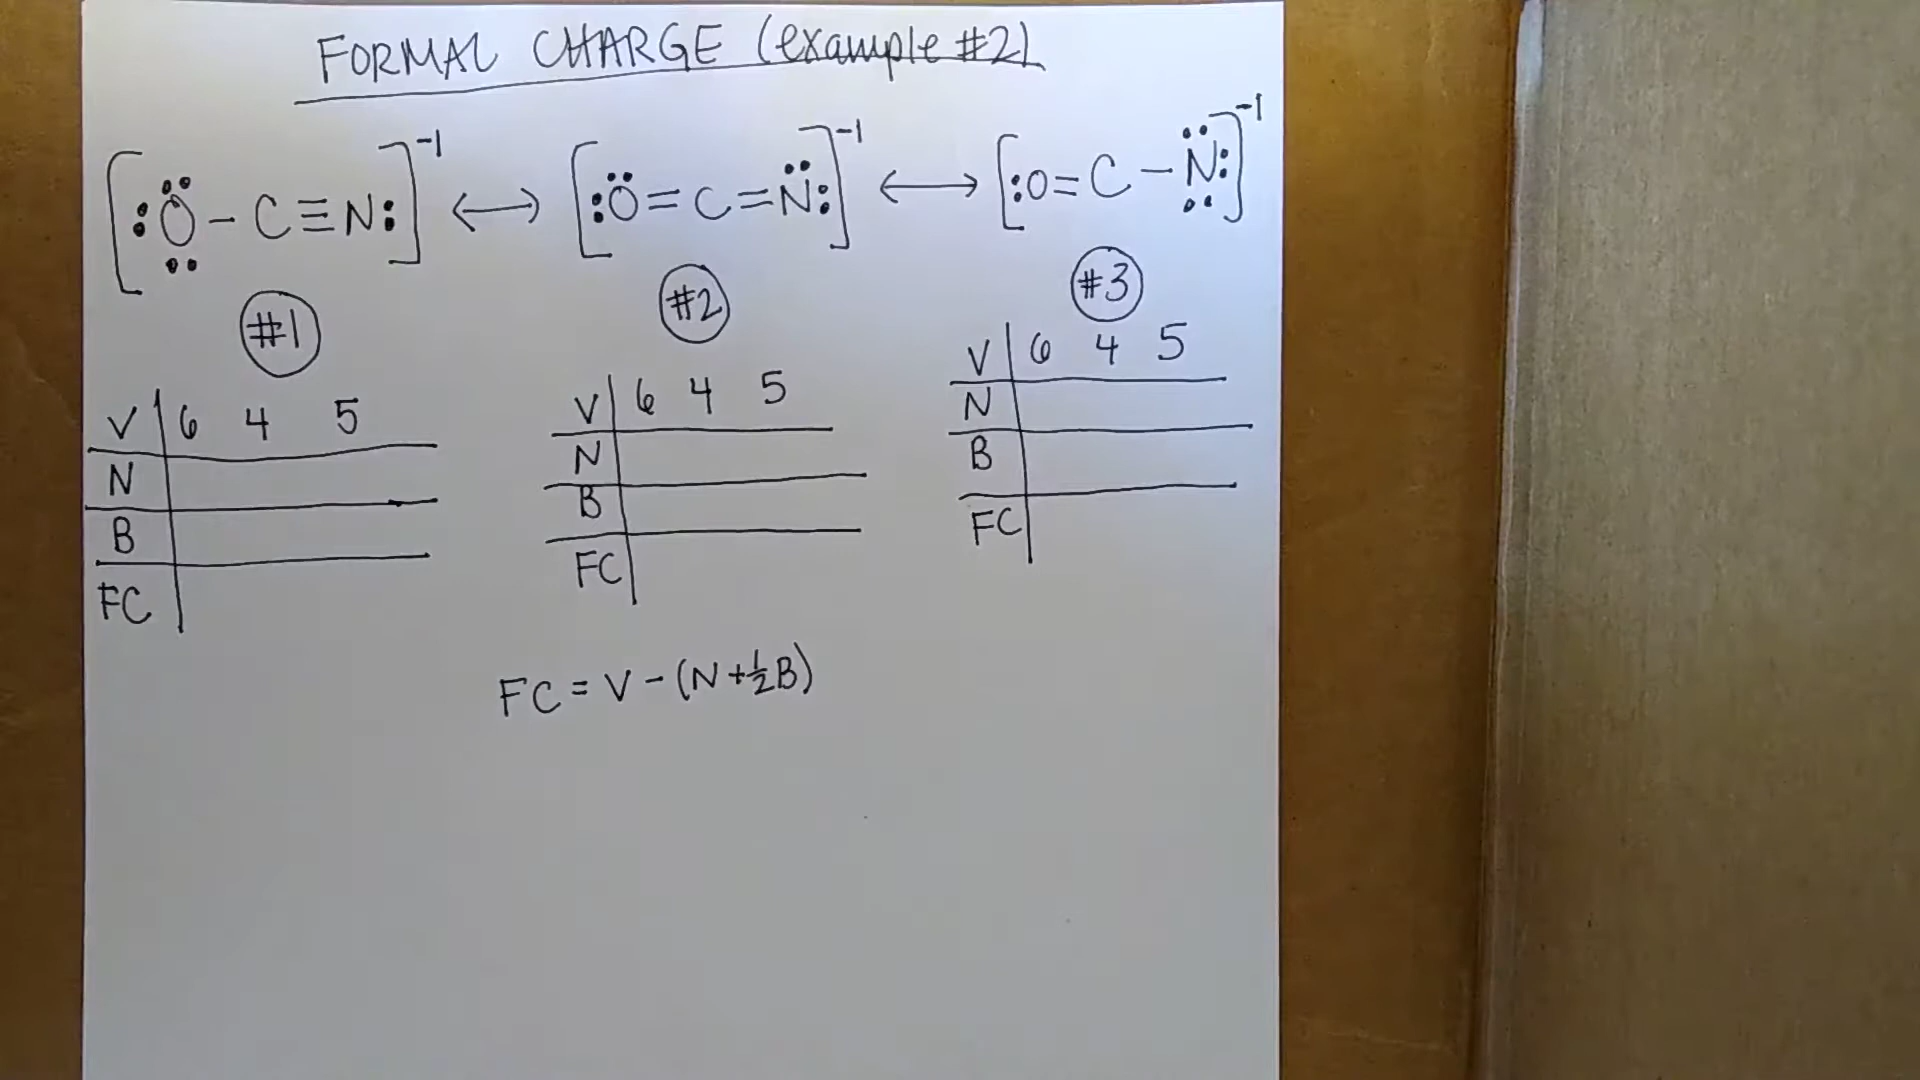 FORMAL CHARGE (example #2)
[:Ö̤-C≡N:]⁻¹ ↔ [:Ö=C=N̈:]⁻¹ ↔ [:O=C-N̤̈:]⁻¹
#1 #2 #3
V 6 4 5
N
B
FC
V 6 4 5
N
B
FC
V 6 4 5
N
B
FC
FC = V - (N + ½B)